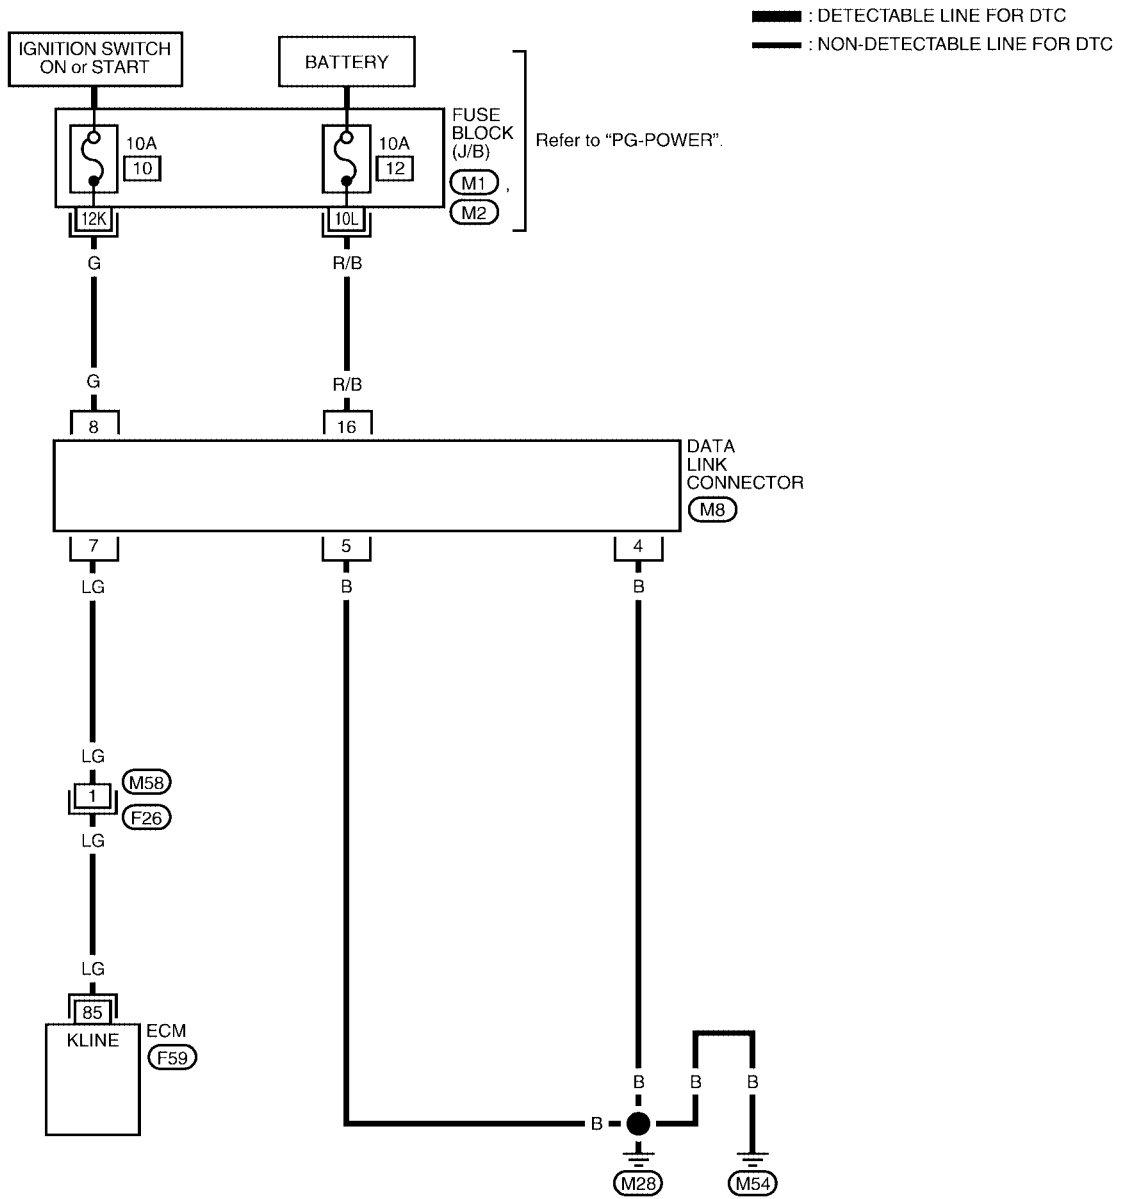 : DETECTABLE LINE FOR DTC
: NON-DETECTABLE LINE FOR DTC
IGNITION SWITCH
ON or START
BATTERY
10A
10
10A
12
FUSE
BLOCK
(J/B)
M1 ,
M2
Refer to “PG-POWER”.
12K
10L
G
R/B
G
R/B
8
16
DATA
LINK
CONNECTOR
M8
7
5
4
LG
B
B
LG
1
M58
F26
LG
LG
85
KLINE
ECM
F59
B
B
B
B
M28
M54